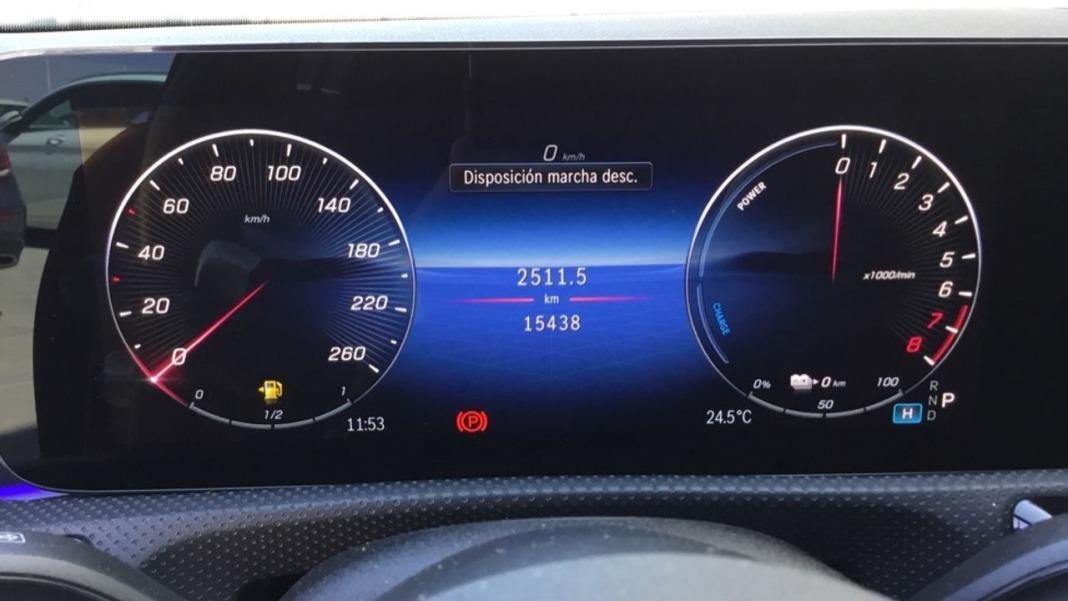 0 km/h
Disposición marcha desc.
2511.5
km
15438
km/h
0
20
40
60
80
100
140
180
220
260
0
1/2
1
11:53
P
24.5°C
POWER
CHARGE
0
1
2
3
4
5
6
7
8
x1000/min
0%
50
100
0 km
H
R
N
D
P